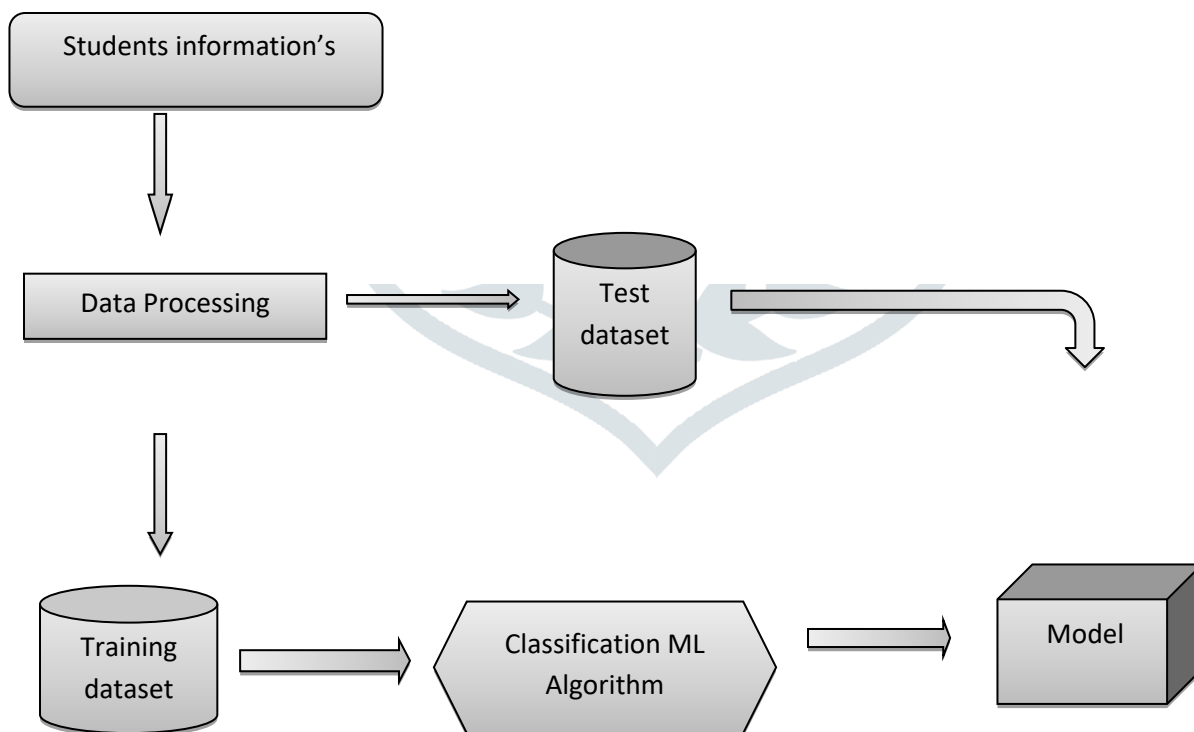 Students information’s
Data Processing
Test
dataset
Training
dataset
Classification ML
Algorithm
Model